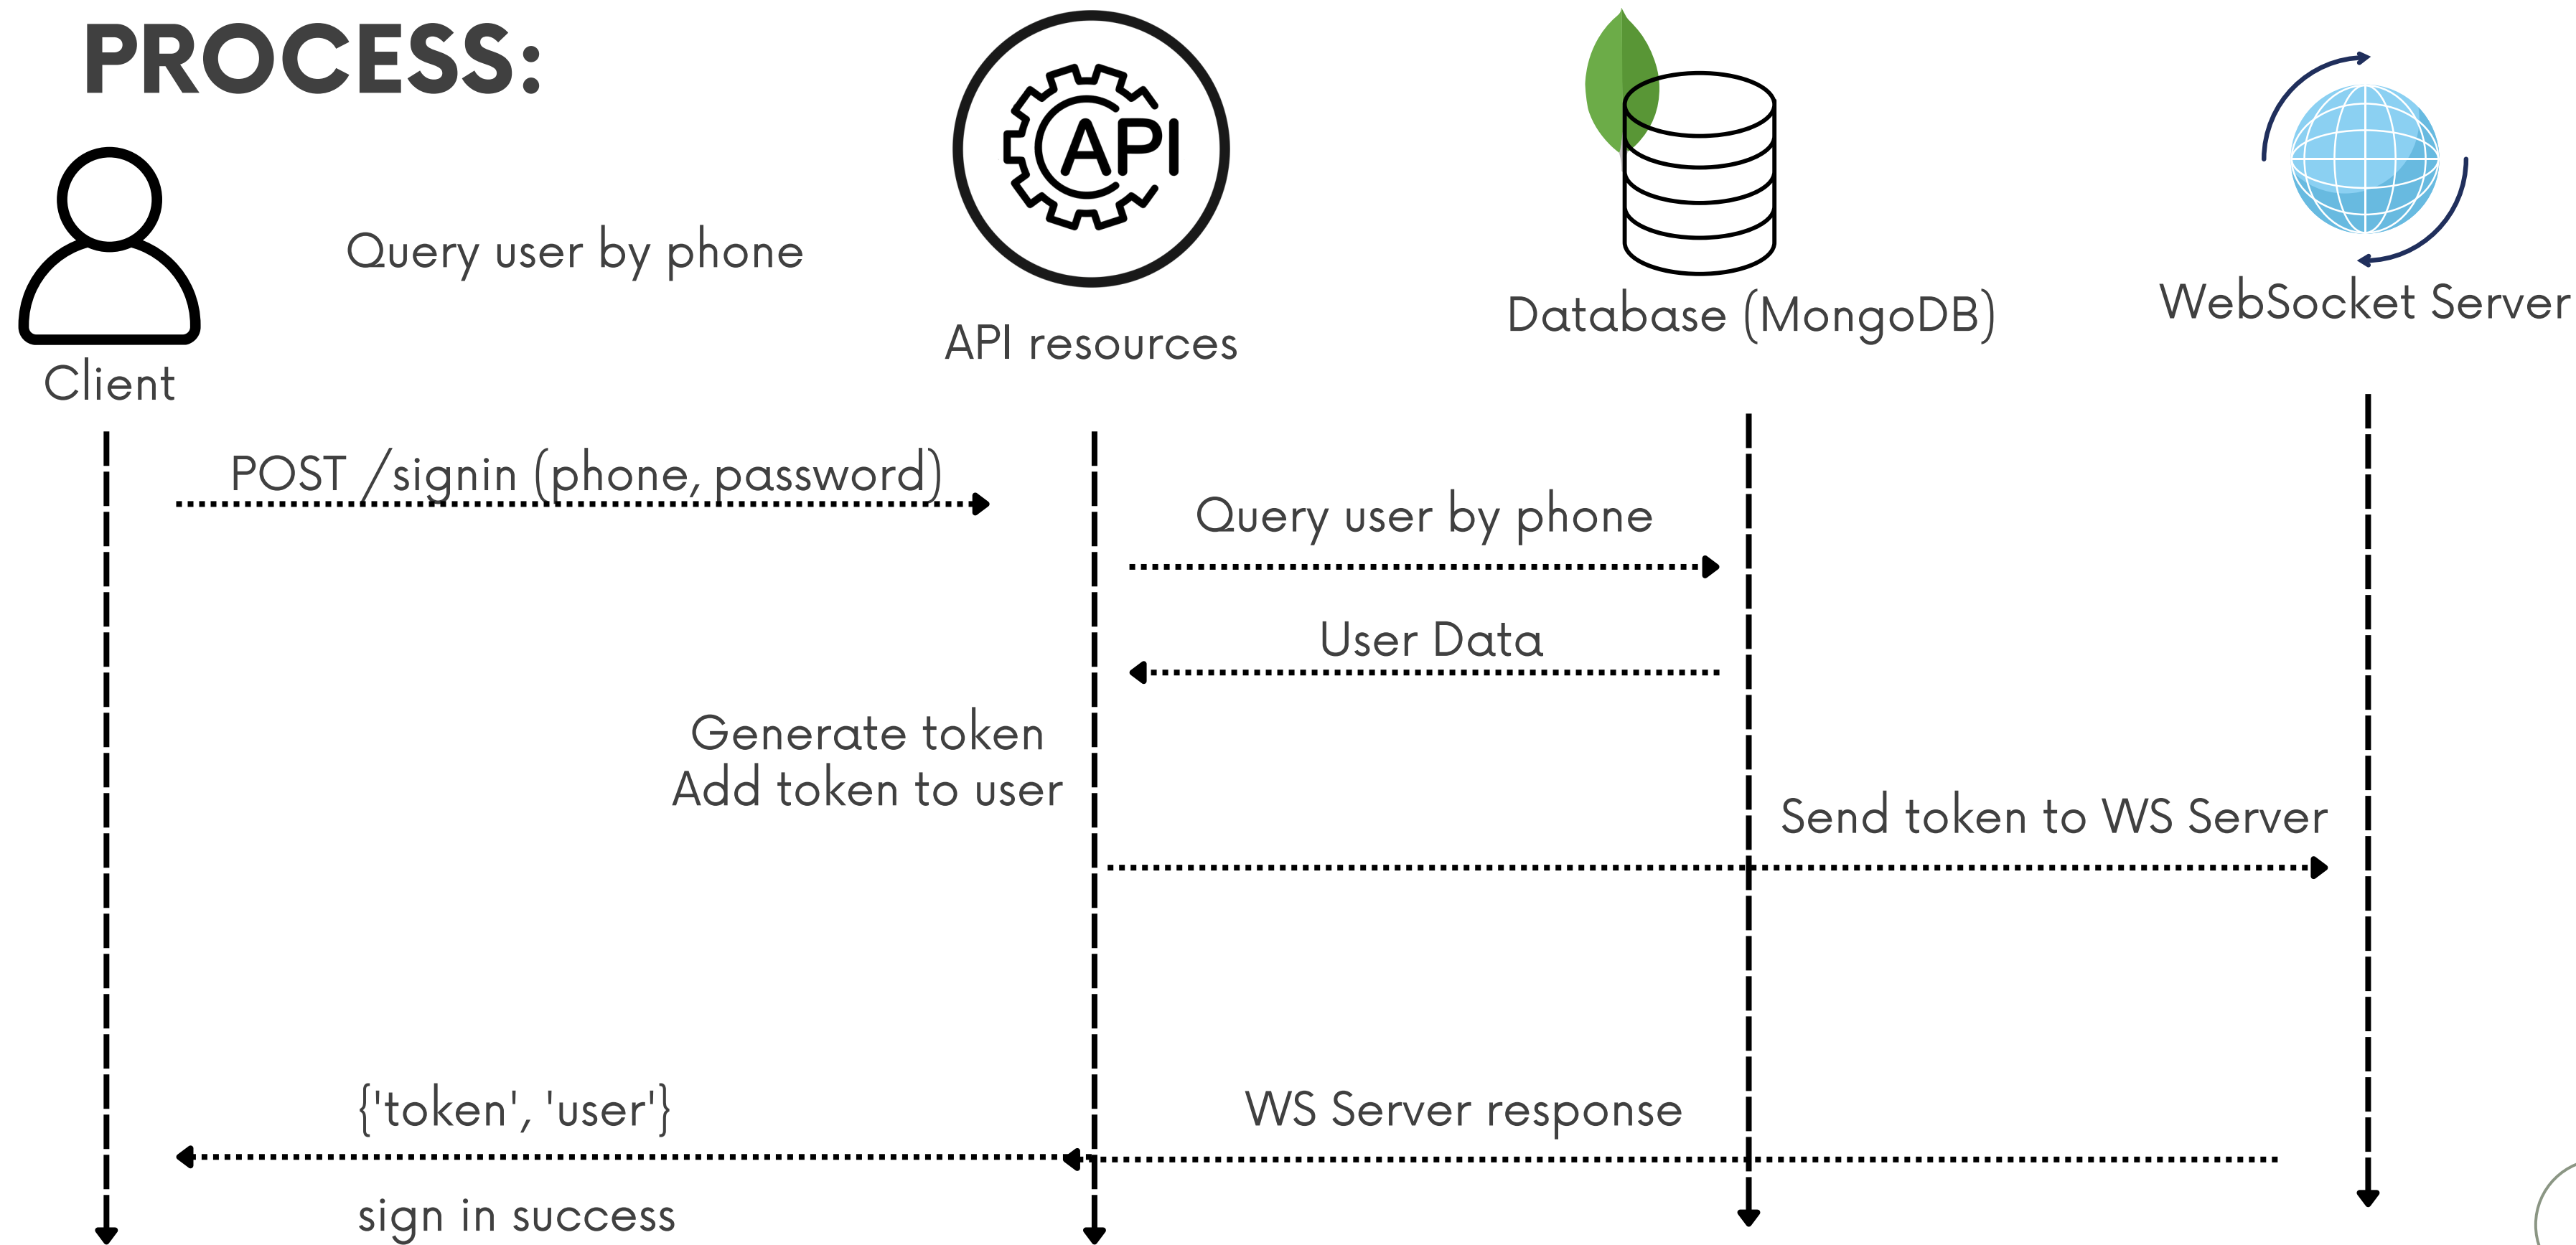 PROCESS:
API
Query user by phone
Client
API resources
Database (MongoDB)
WebSocket Server
POST /signin (phone, password)
Query user by phone
User Data
Generate token
Add token to user
Send token to WS Server
{'token', 'user'}
WS Server response
sign in success